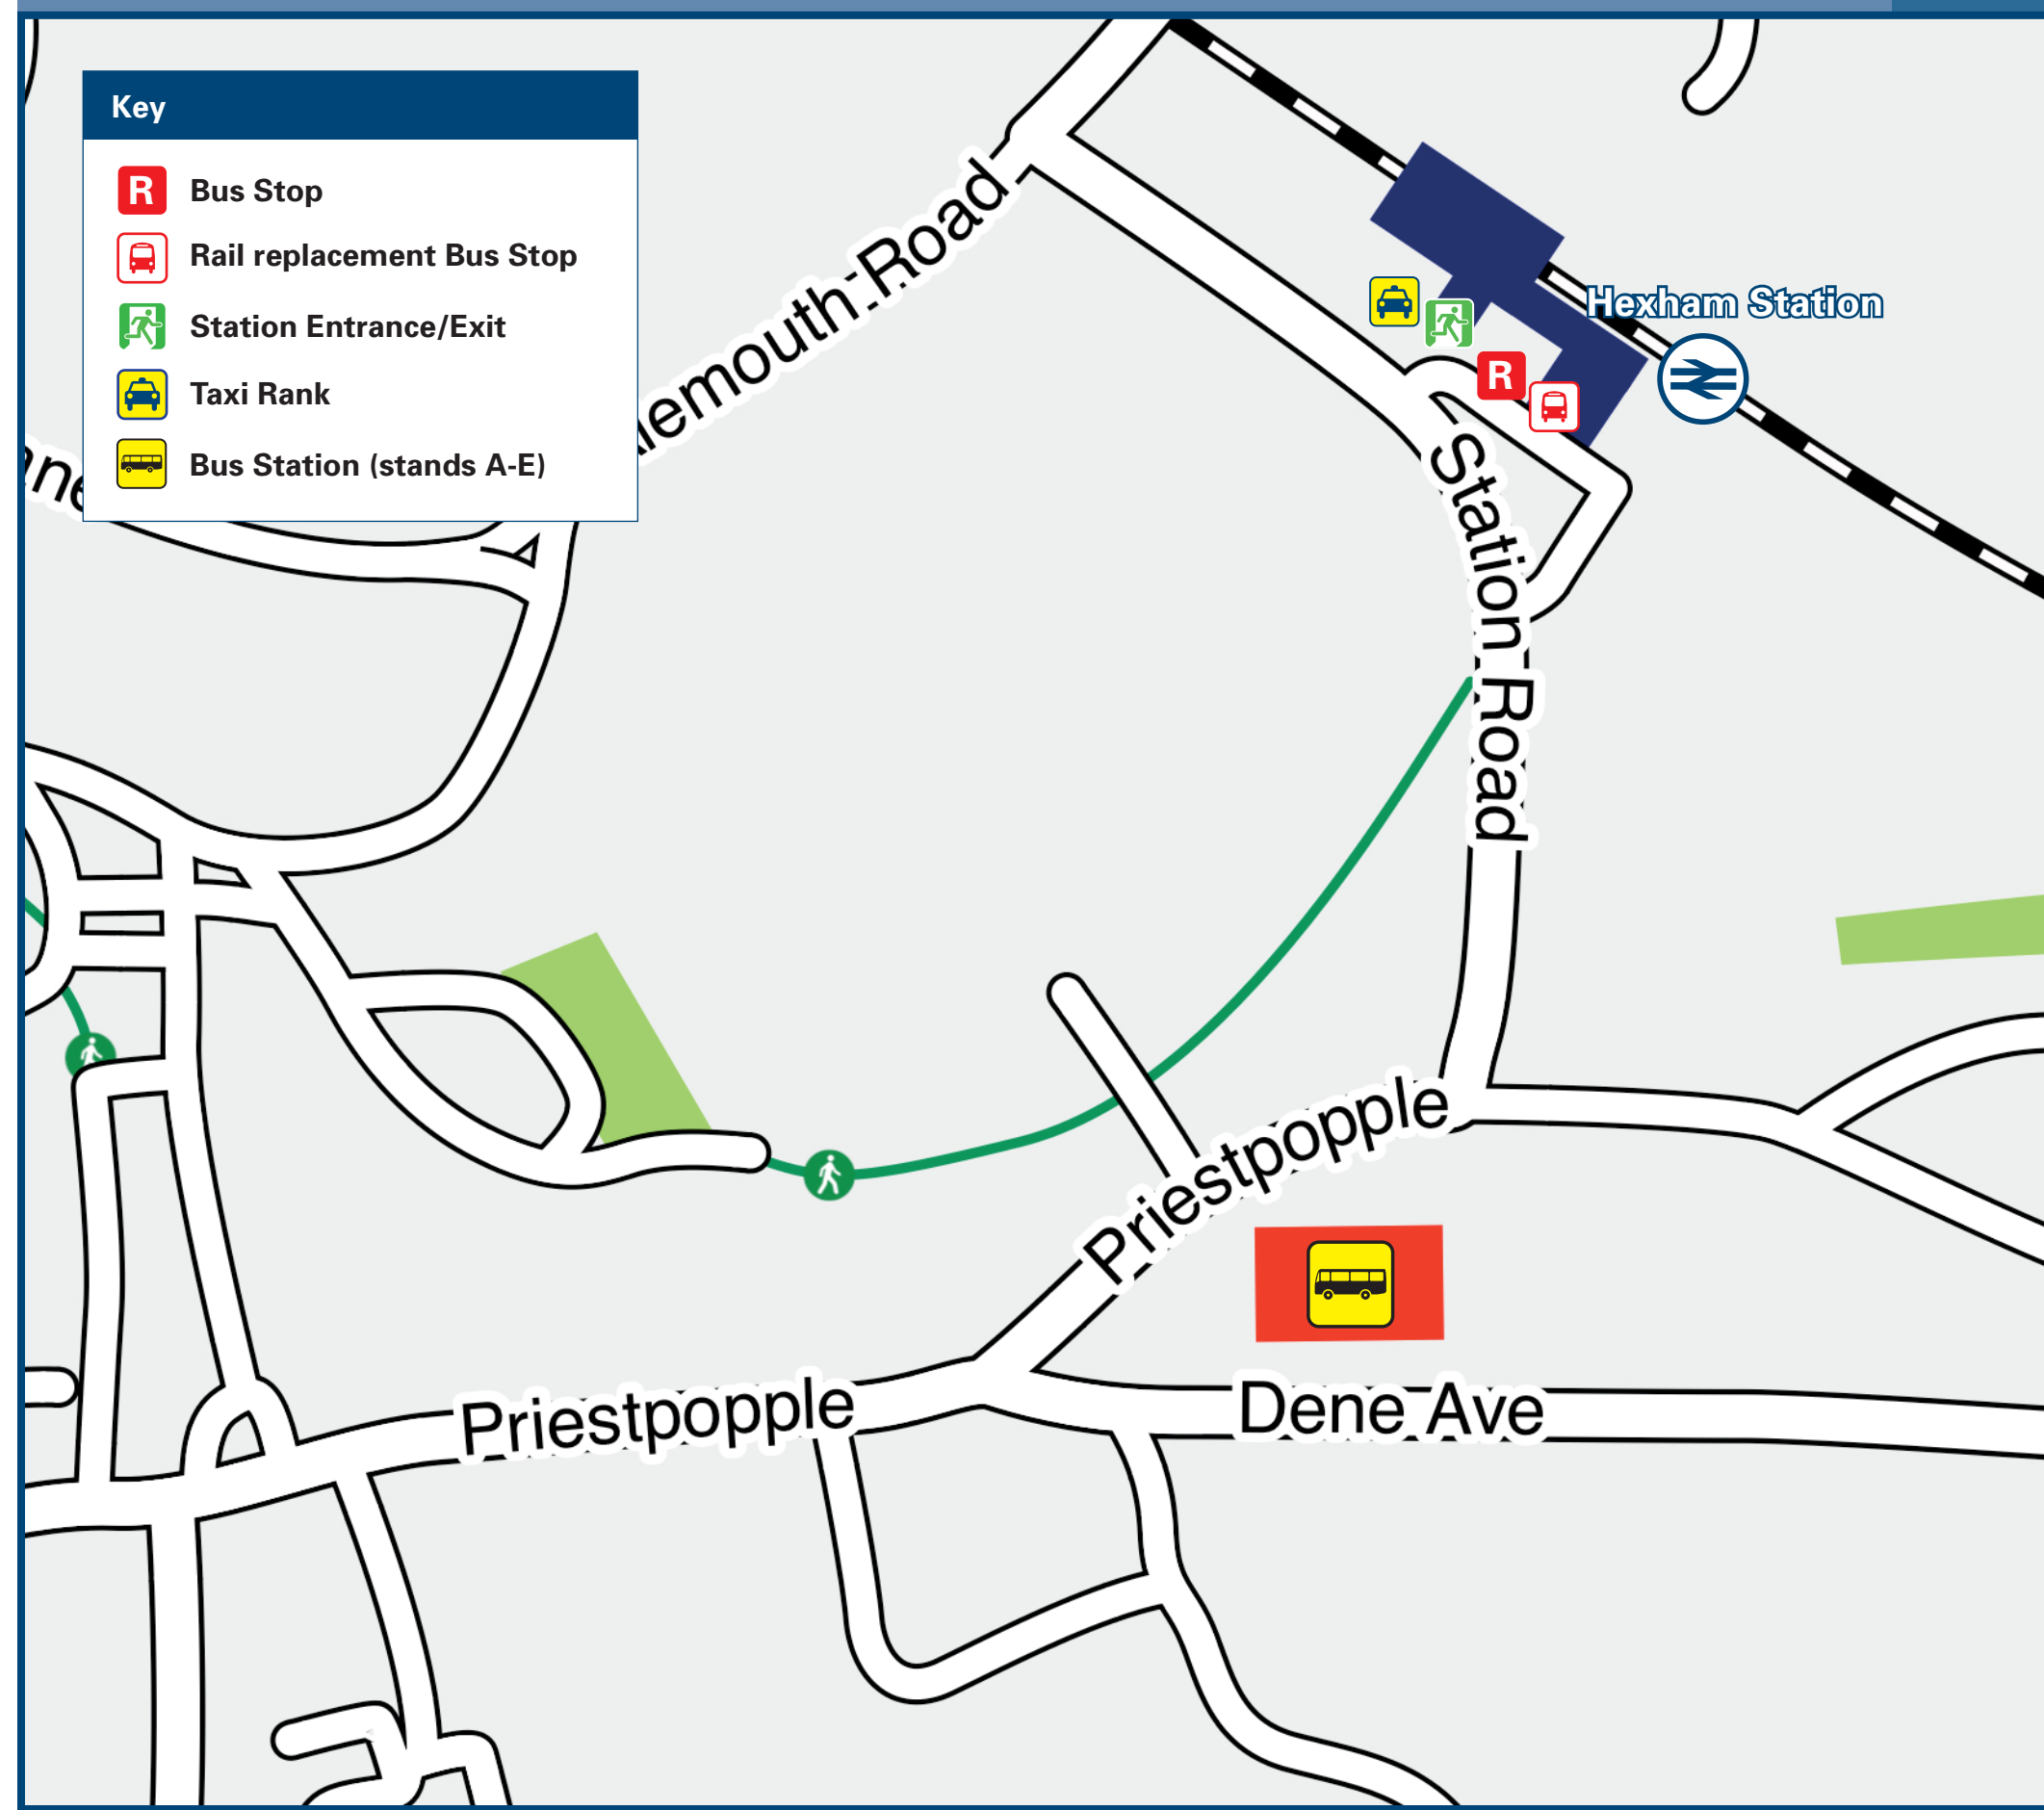 Key
R Bus Stop
Rail replacement Bus Stop
Station Entrance/Exit
Taxi Rank
Bus Station (stands A-E)
Road
Hexham Station
R
Station Road
Priestpopple
Priestpopple
Dene Ave